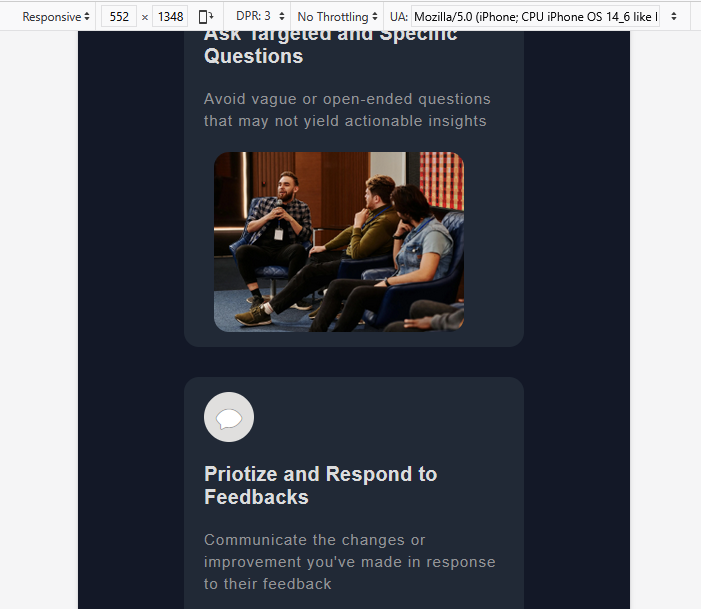 Responsive 552 × 1348 DPR: 3 No Throttling UA: Mozilla/5.0 (iPhone; CPU iPhone OS 14_6 like
Ask Targeted and Specific
Questions
Avoid vague or open-ended questions
that may not yield actionable insights
Priotize and Respond to
Feedbacks
Communicate the changes or
improvement you've made in response
to their feedback